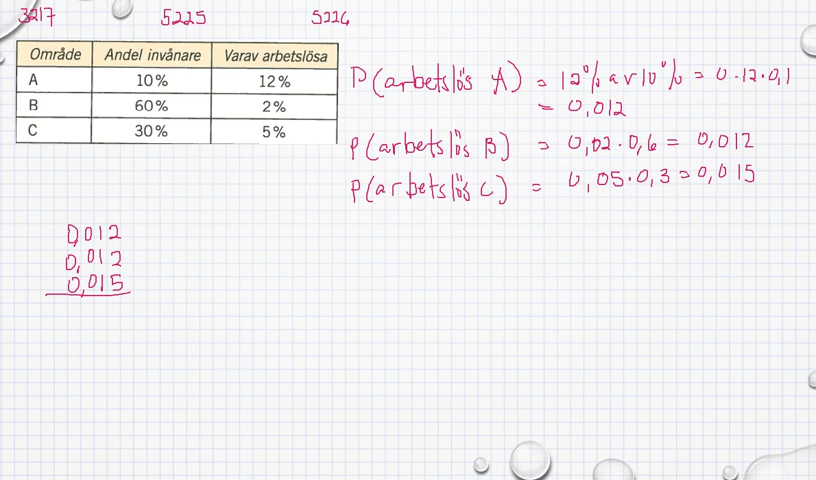 3217 5225 5226
Område Andel invånare Varav arbetslösa
A 10% 12%
B 60% 2%
C 30% 5%
P(arbetslös A) = 12% av 10% = 0.12·0,1
= 0,012
P(arbetslös B) = 0,02·0,6 = 0,012
P(arbetslös C) = 0,05·0,3=0,015
0,012
0,012
0,015